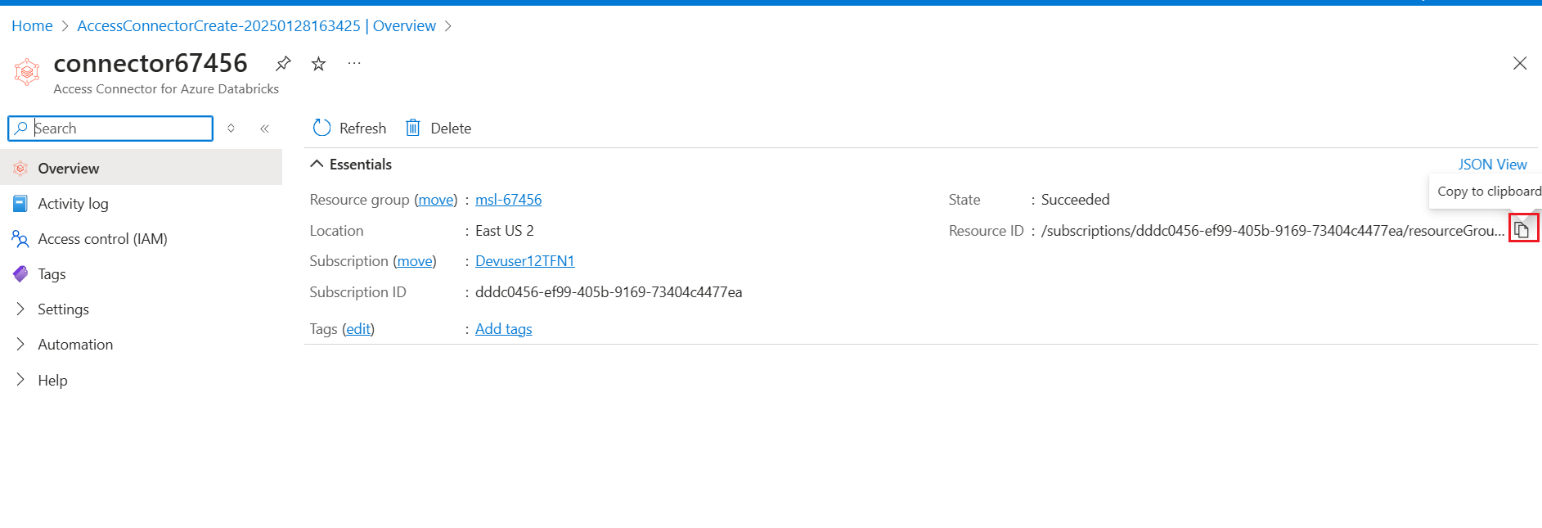 Home > AccessConnectorCreate-20250128163425 | Overview >
connector67456
Access Connector for Azure Databricks
Search
Refresh Delete
Overview
Activity log
Access control (IAM)
Tags
Settings
Automation
Help
Essentials
JSON View
Copy to clipboard
Resource group (move) : msl-67456
Location : East US 2
Subscription (move) : Devuser12TFN1
Subscription ID : dddc0456-ef99-405b-9169-73404c4477ea
Tags (edit) : Add tags
State : Succeeded
Resource ID : /subscriptions/dddc0456-ef99-405b-9169-73404c4477ea/resourceGrou...